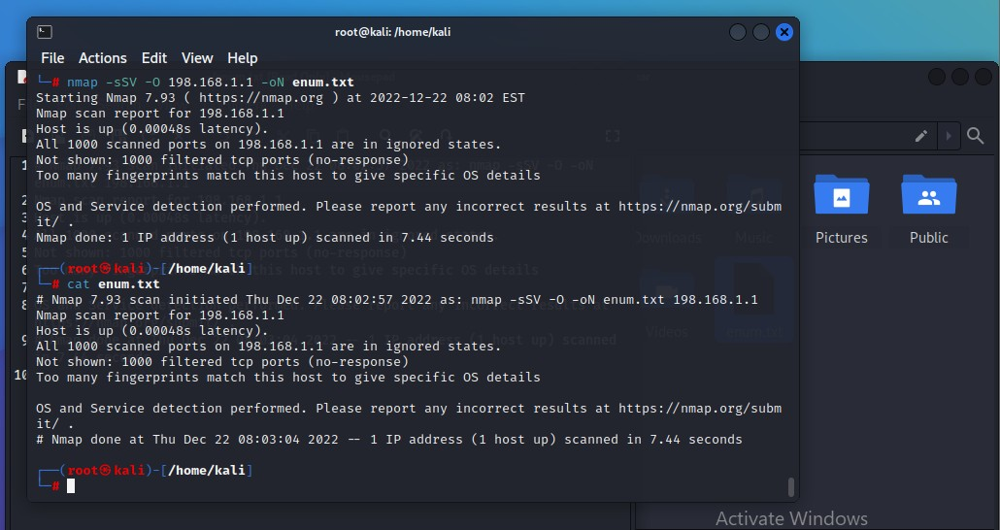 root@kali: /home/kali
File Actions Edit View Help
└─# nmap -sSV -O 198.168.1.1 -oN enum.txt
Starting Nmap 7.93 ( https://nmap.org ) at 2022-12-22 08:02 EST
Nmap scan report for 198.168.1.1
Host is up (0.00048s latency).
All 1000 scanned ports on 198.168.1.1 are in ignored states.
Not shown: 1000 filtered tcp ports (no-response)
Too many fingerprints match this host to give specific OS details
OS and Service detection performed. Please report any incorrect results at https://nmap.org/subm
it/ .
Nmap done: 1 IP address (1 host up) scanned in 7.44 seconds
┌──(root㉿kali)-[/home/kali]
└─# cat enum.txt
# Nmap 7.93 scan initiated Thu Dec 22 08:02:57 2022 as: nmap -sSV -O -oN enum.txt 198.168.1.1
Nmap scan report for 198.168.1.1
Host is up (0.00048s latency).
All 1000 scanned ports on 198.168.1.1 are in ignored states.
Not shown: 1000 filtered tcp ports (no-response)
Too many fingerprints match this host to give specific OS details
OS and Service detection performed. Please report any incorrect results at https://nmap.org/subm
it/ .
# Nmap done at Thu Dec 22 08:03:04 2022 -- 1 IP address (1 host up) scanned in 7.44 seconds
┌──(root㉿kali)-[/home/kali]
└─#
Pictures
Public
Downloads
Music
Videos
Activate Windows